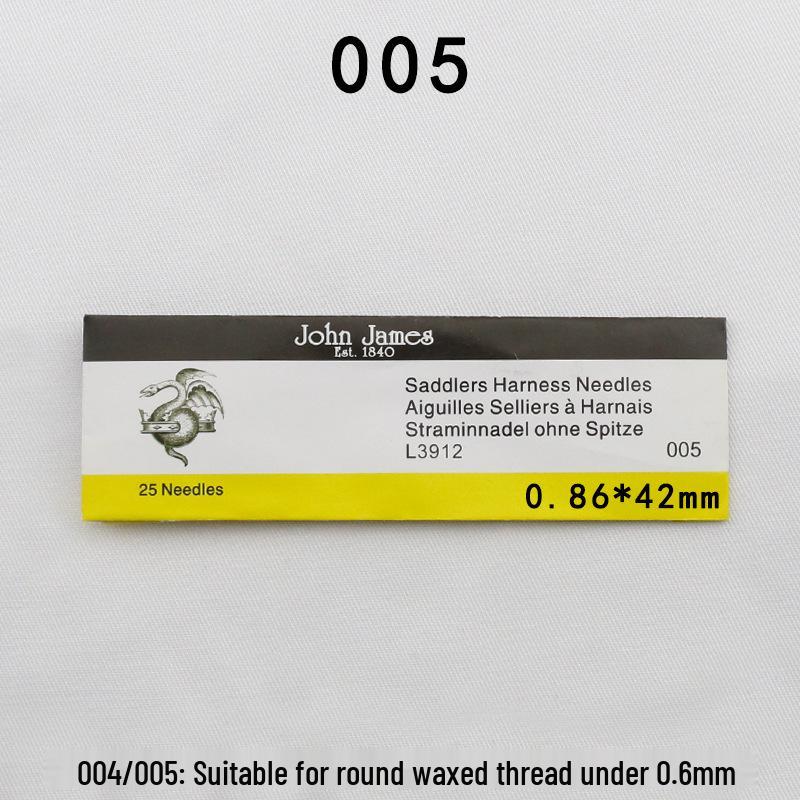 005
John James
Est. 1840
Saddlers Harness Needles
Aiguilles Selliers à Harnais
Straminnadel ohne Spitze
L3912 005
25 Needles
0.86*42mm
004/005: Suitable for round waxed thread under 0.6mm